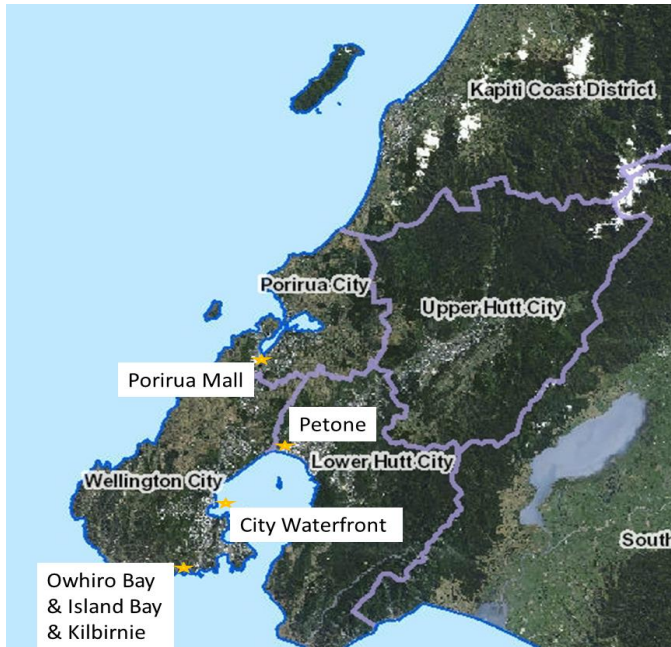 Kapiti Coast District
Porirua City
Upper Hutt City
Porirua Mall
Petone
Lower Hutt City
Wellington City
City Waterfront
South
Owhiro Bay
& Island Bay
& Kilbirnie